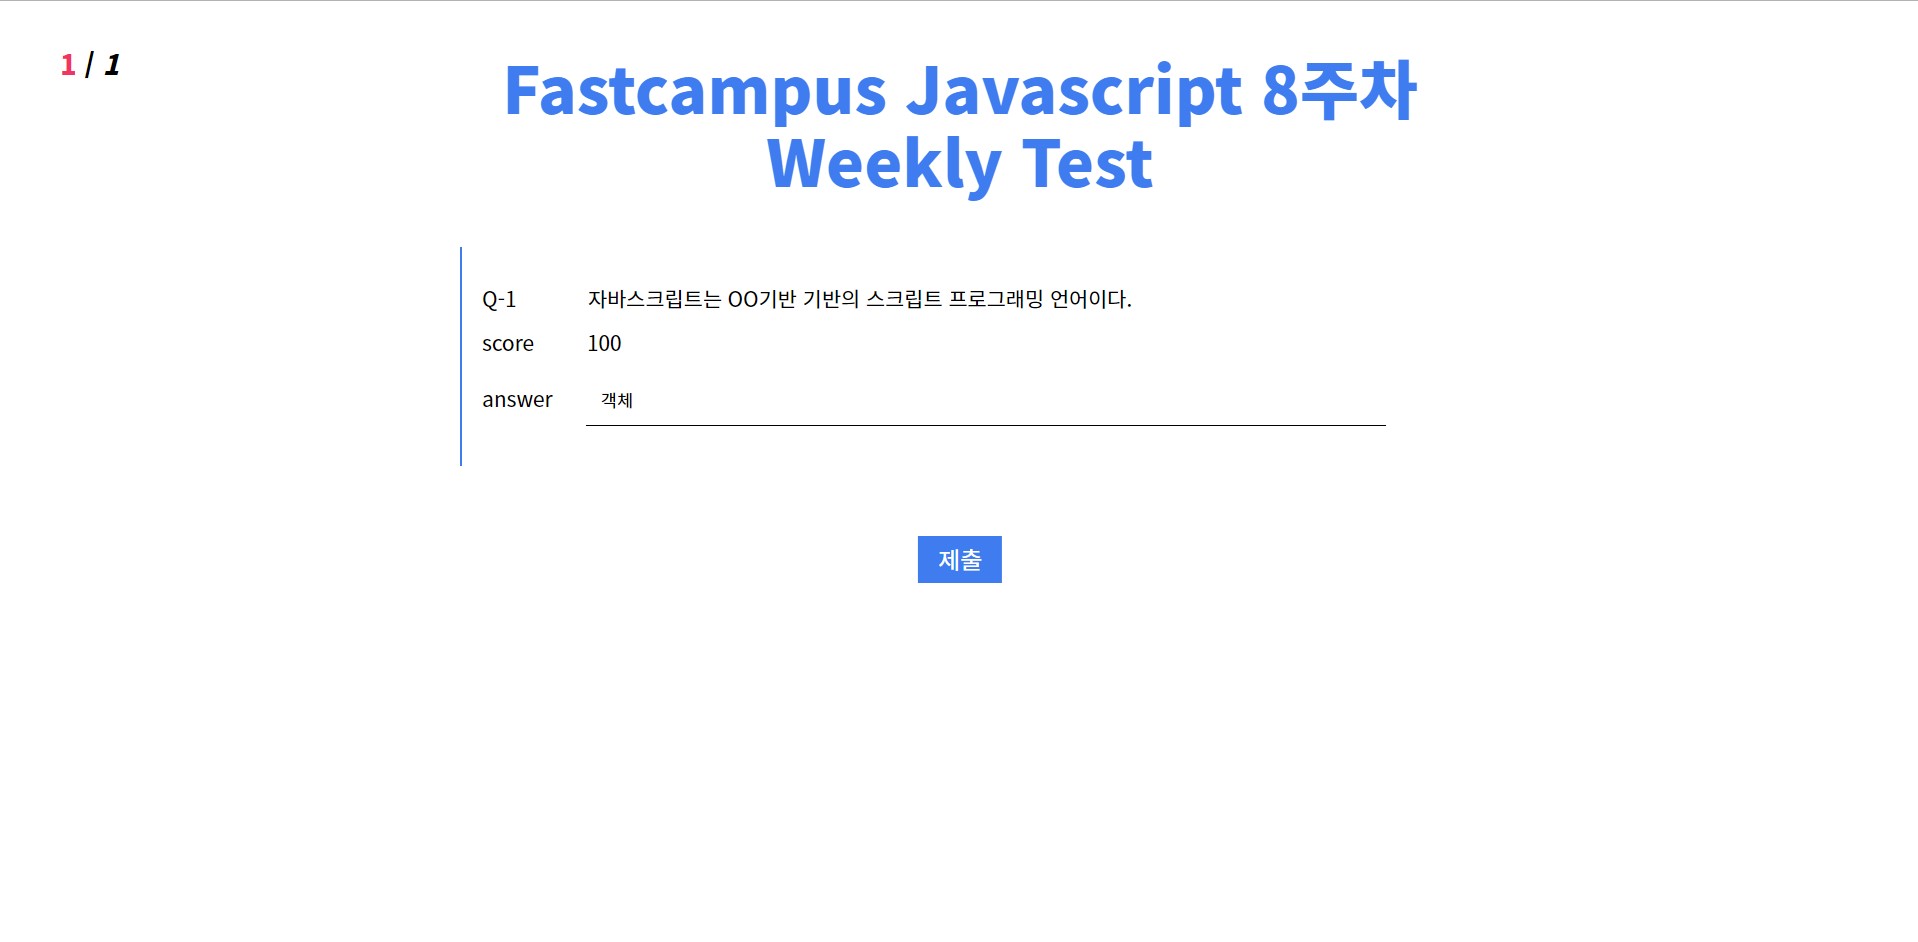 1 / 1
Fastcampus Javascript 8주차
Weekly Test
Q-1 자바스크립트는 OO기반 기반의 스크립트 프로그래밍 언어이다.
score 100
answer 객체
제출